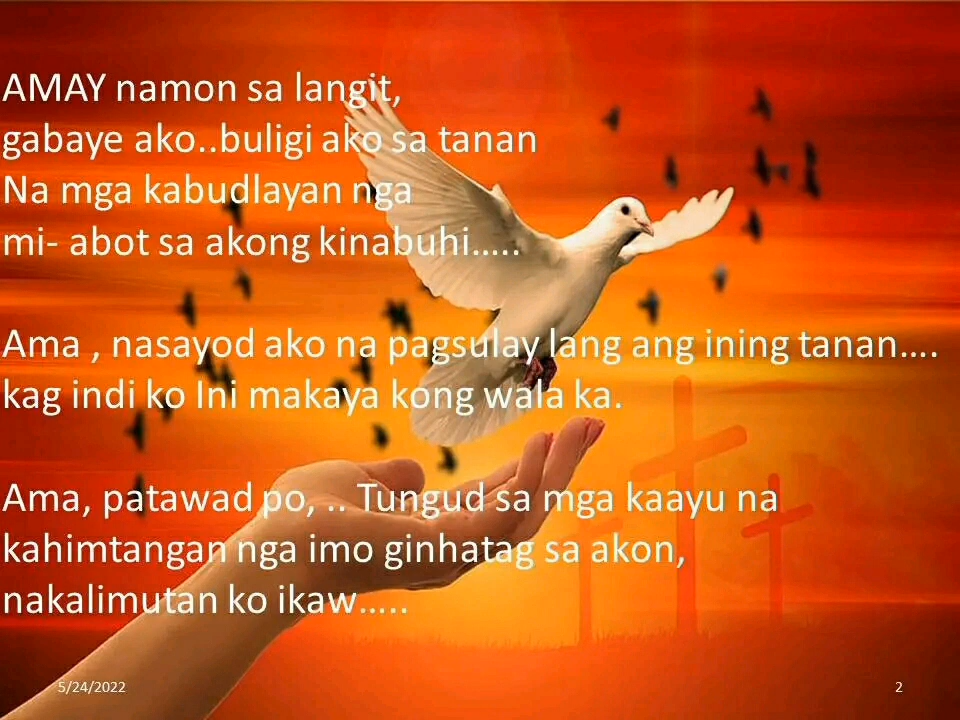 AMAY namon sa langit,
gabaye ako..buligi ako sa tanan
Na mga kabudlayan nga
mi- abot sa akong kinabuhi…..
Ama , nasayod ako na pagsulay lang ang ining tanan….
kag indi ko Ini makaya kong wala ka.
Ama, patawad po, .. Tungud sa mga kaayu na
kahimtangan nga imo ginhatag sa akon,
nakalimutan ko ikaw…..
5/24/2022
2